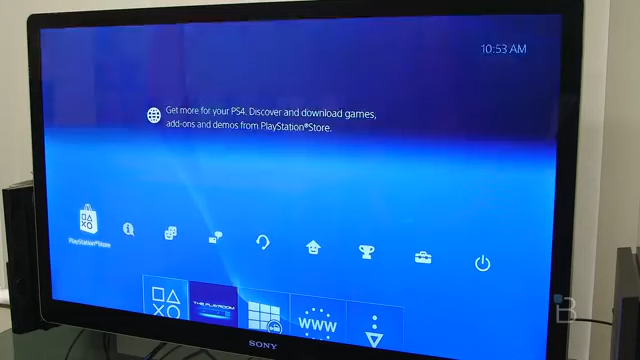 10:53 AM
Get more for your PS4. Discover and download games,
add-ons and demos from PlayStation®Store.
PlayStation®Store
THE PLAYROOM
WWW
SONY
B